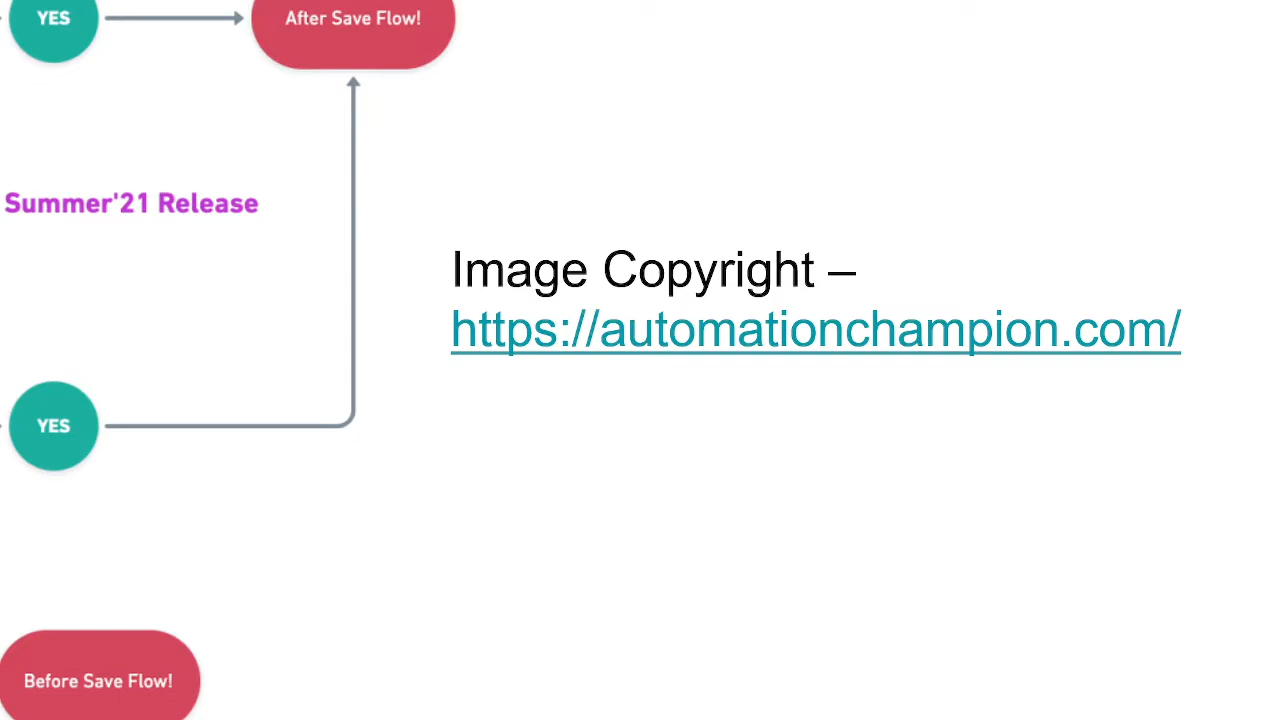 YES
After Save Flow!
Summer'21 Release
Image Copyright –
https://automationchampion.com/
YES
Before Save Flow!